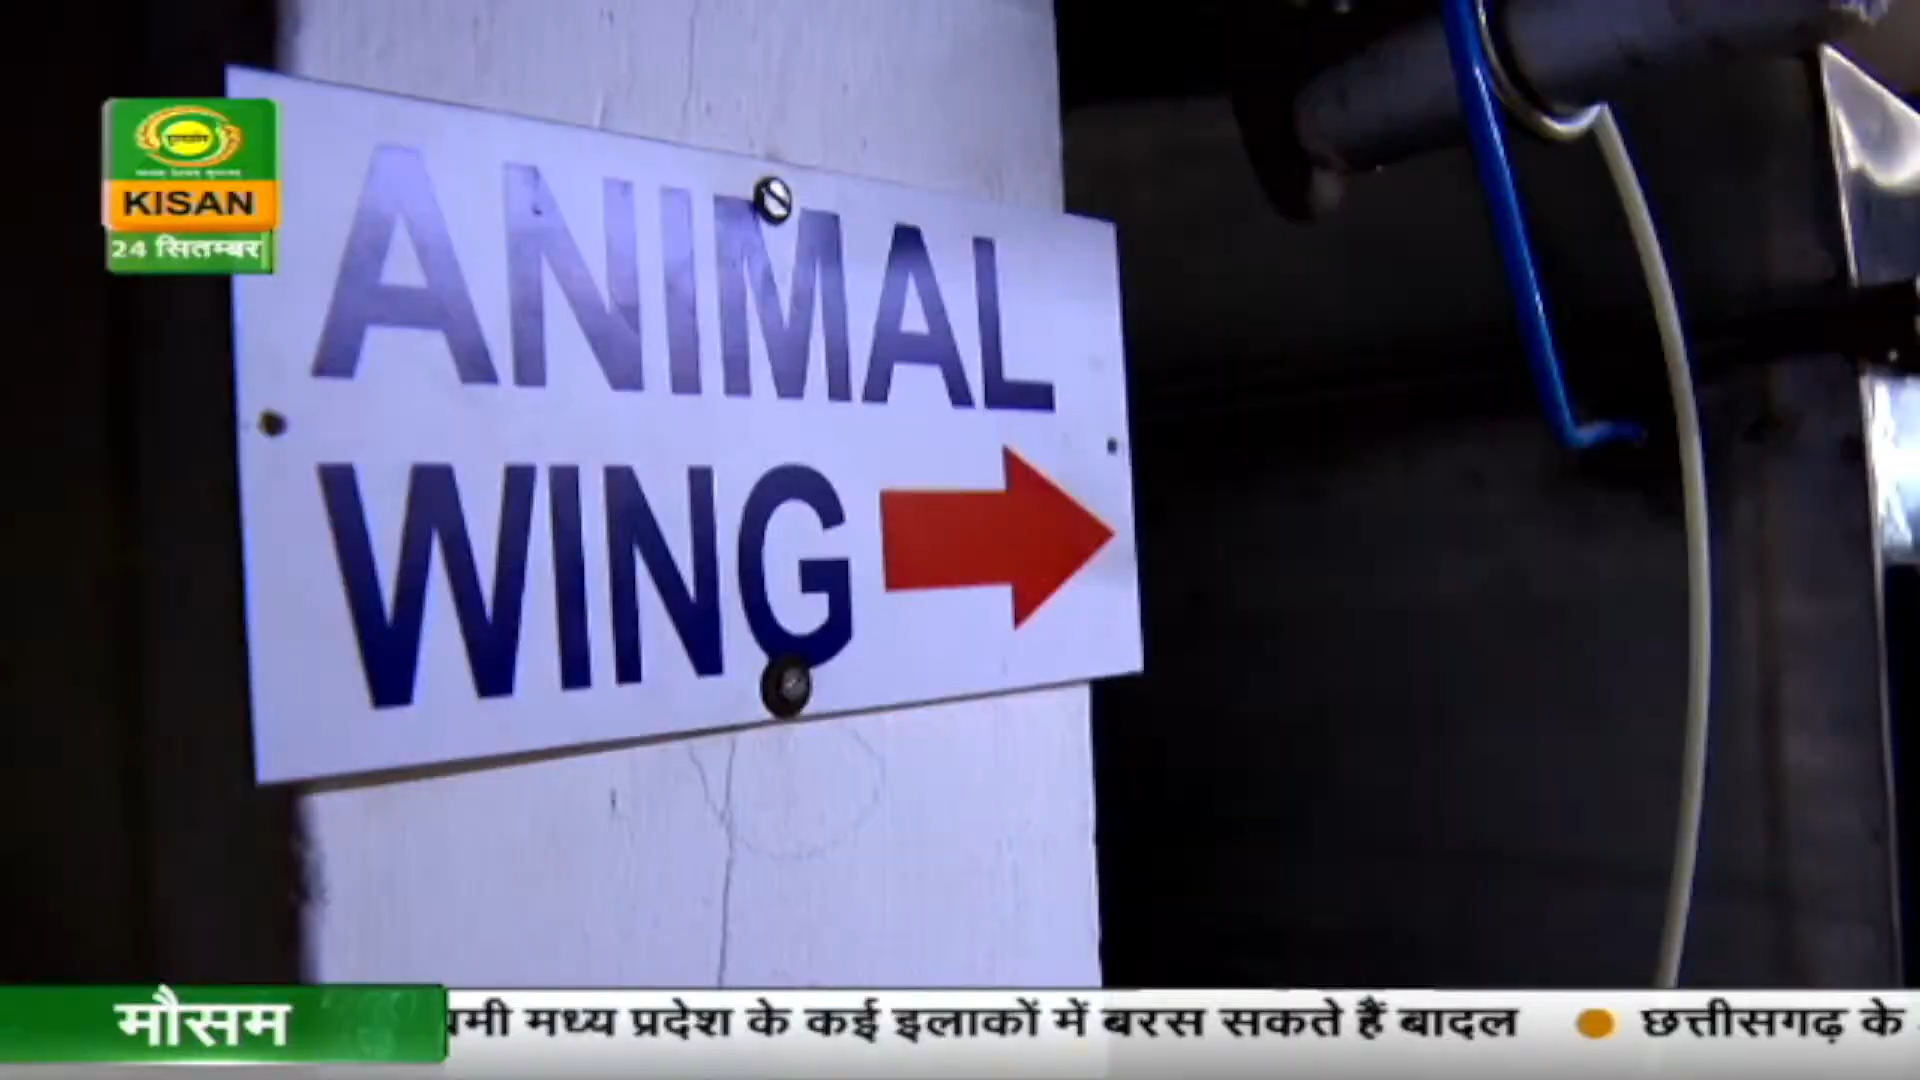 KISAN
24 सितम्बर
ANIMAL
WING
मौसम
मध्य प्रदेश के कई इलाकों में बरस सकते हैं बादल
छत्तीसगढ़ के